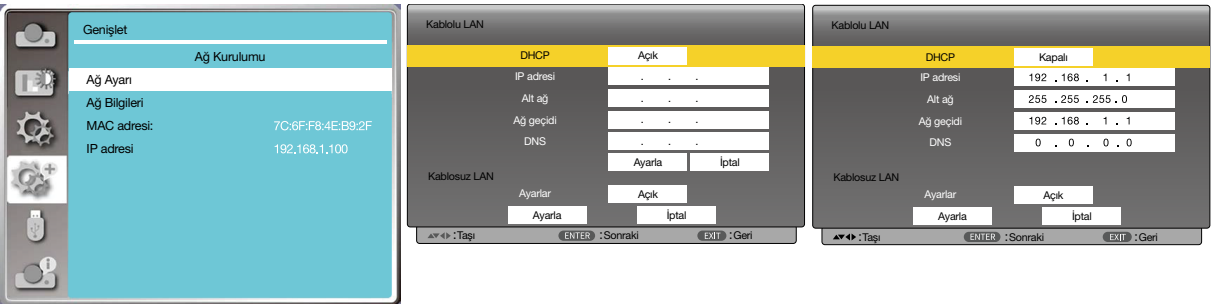 Genişlet
Ağ Kurulumu
Ağ Ayarı
Ağ Bilgileri
MAC adresi: 7C:6F:F8:4E:B9:2F
IP adresi 192.168.1.100
Kablolu LAN
DHCP Açık
IP adresi . . .
Alt ağ . . .
Ağ geçidi . . .
DNS . . .
Ayarla İptal
Kablosuz LAN
Ayarlar Açık
Ayarla İptal
:Taşı ENTER :Sonraki EXIT :Geri
Kablolu LAN
DHCP Kapalı
IP adresi 192 .168 . 1 . 1
Alt ağ 255 .255 .255 .0
Ağ geçidi 192 .168 . 1 . 1
DNS 0 . 0 . 0 . 0
Kablosuz LAN
Ayarlar Açık
Ayarla İptal
:Taşı ENTER :Sonraki EXIT :Geri